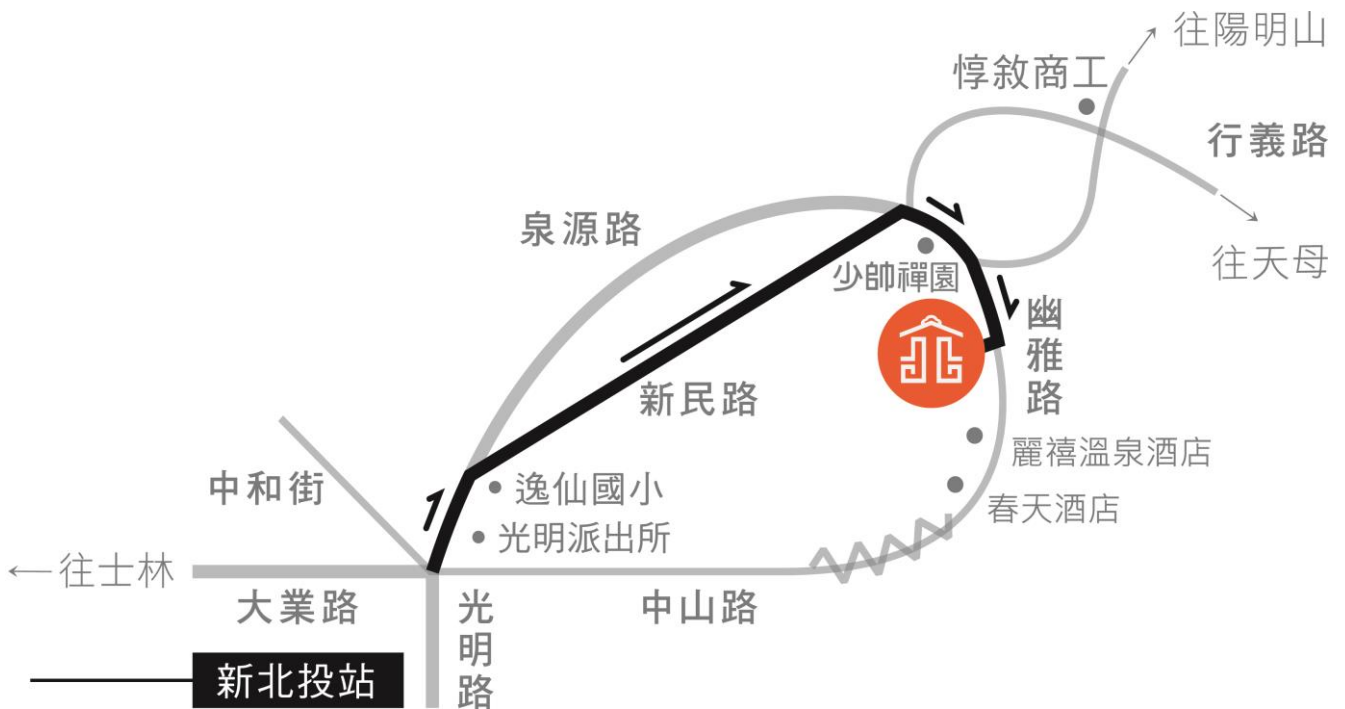 往陽明山
惇敘商工
行義路
泉源路
往天母
少帥禪園
幽雅路
新民路
麗禧溫泉酒店
中和街
逸仙國小
春天酒店
光明派出所
往士林
大業路
光明路
中山路
新北投站